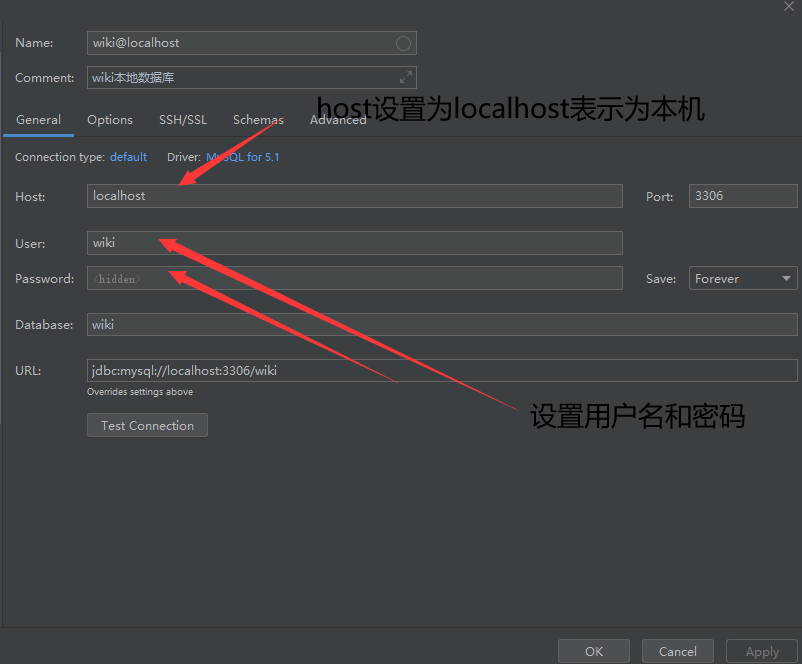 Name: wiki@localhost
Comment: wiki本地数据库
host设置为localhost表示为本机
General Options SSH/SSL Schemas Advanced
Connection type: default Driver: MySQL for 5.1
Host: localhost Port: 3306
User: wiki
Password: <hidden> Save: Forever
Database: wiki
URL: jdbc:mysql://localhost:3306/wiki
Overrides settings above
设置用户名和密码
Test Connection
OK Cancel Apply